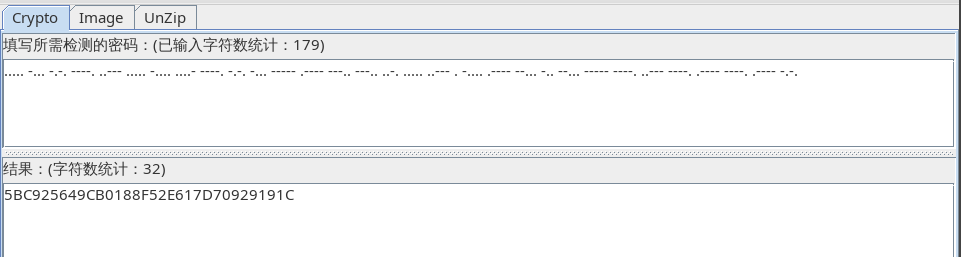 Crypto Image UnZip
填写所需检测的密码：(已输入字符数统计：179)
..... -... -.-. ----. ..--- ..... -.... ....- ----. -.-. -... ----- .---- ---.. ---.. ..-. ..... ..--- . -.... .---- --... -.. --... ----- ----. ..--- ----. .---- ----. .---- -.-.
结果：(字符数统计：32)
5BC925649CB0188F52E617D70929191C